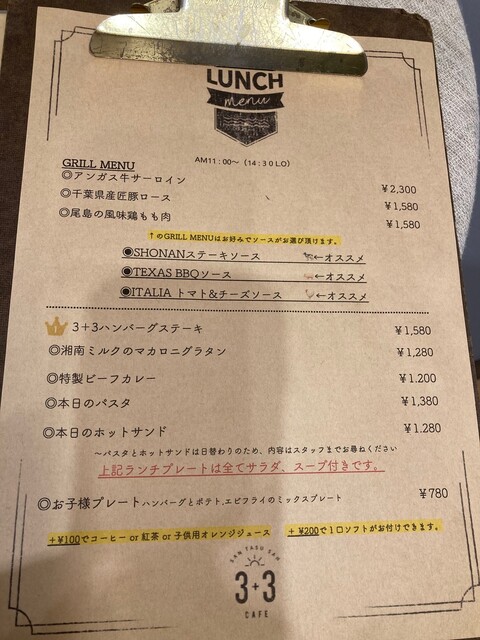 LUNCH
menu
AM11：00～（14：30LO）
GRILL MENU
◎アンガス牛サーロイン ¥2,300
◎千葉県産匠豚ロース ¥1,580
◎尾島の風味鶏もも肉 ¥1,580
↑のGRILL MENUはお好みでソースがお選び頂けます。
◉SHONANステーキソース ←オススメ
◉TEXAS BBQソース ←オススメ
◉ITALIA トマト&チーズソース ←オススメ
1 3＋3ハンバーグステーキ ¥1,580
◎湘南ミルクのマカロニグラタン ¥1,280
◎特製ビーフカレー ¥1.200
◎本日のパスタ ¥1,380
◎本日のホットサンド ¥1.280
～パスタとホットサンドは日替わりのため、内容はスタッフまでお尋ねください
上記ランチプレートは全てサラダ、スープ付きです。
◎お子様プレート ハンバーグとポテト,エビフライのミックスプレート ¥780
＋¥100でコーヒー or 紅茶 or 子供用オレンジジュース ＋ ¥200で1口ソフトがお付けできます。
SAN TASU SAN
3+3
CAFE